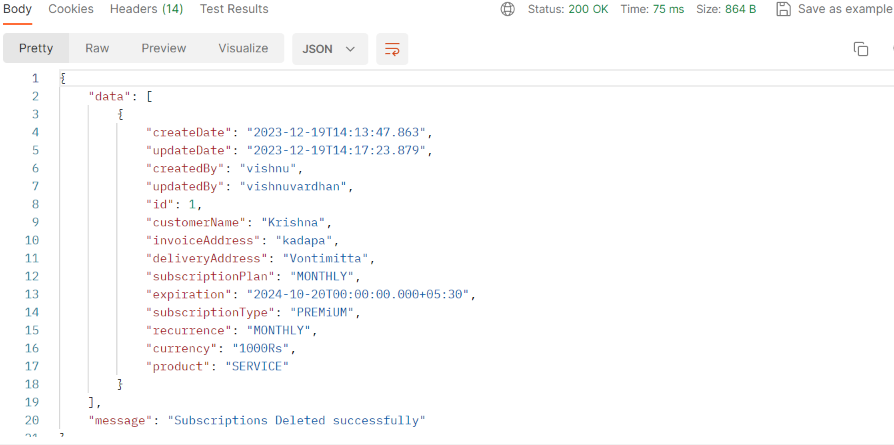 Body Cookies Headers (14) Test Results Status: 200 OK Time: 75 ms Size: 864 B Save as example
Pretty Raw Preview Visualize JSON
1 {
2 "data": [
3 {
4 "createDate": "2023-12-19T14:13:47.863",
5 "updateDate": "2023-12-19T14:17:23.879",
6 "createdBy": "vishnu",
7 "updatedBy": "vishnuvardhan",
8 "id": 1,
9 "customerName": "Krishna",
10 "invoiceAddress": "kadapa",
11 "deliveryAddress": "Vontimitta",
12 "subscriptionPlan": "MONTHLY",
13 "expiration": "2024-10-20T00:00:00.000+05:30",
14 "subscriptionType": "PREMiUM",
15 "recurrence": "MONTHLY",
16 "currency": "1000Rs",
17 "product": "SERVICE"
18 }
19 ],
20 "message": "Subscriptions Deleted successfully"
21 }